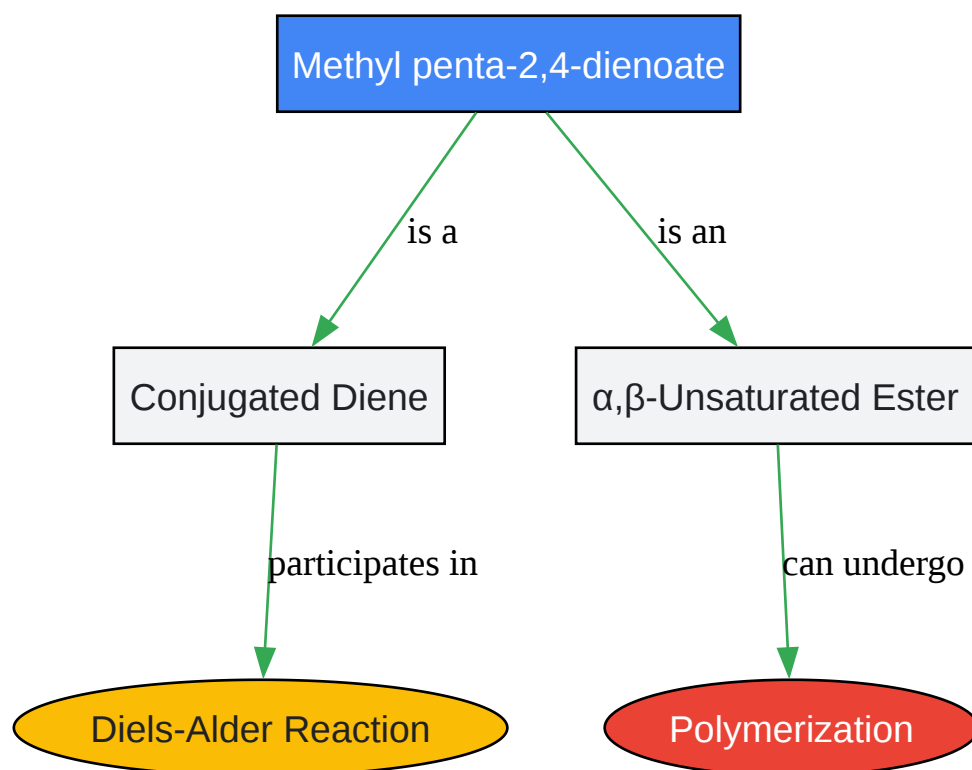 Methyl penta-2,4-dienoate
is a
is an
Conjugated Diene
α,β-Unsaturated Ester
participates in
can undergo
Diels-Alder Reaction
Polymerization